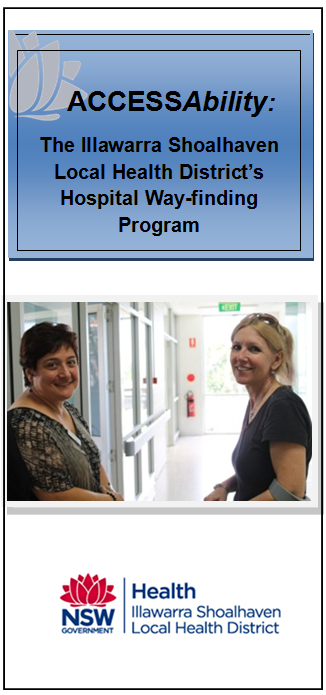 ACCESSAbility:
The Illawarra Shoalhaven
Local Health District’s
Hospital Way-finding
Program
EXIT
Health
Illawarra Shoalhaven
Local Health District
NSW
GOVERNMENT